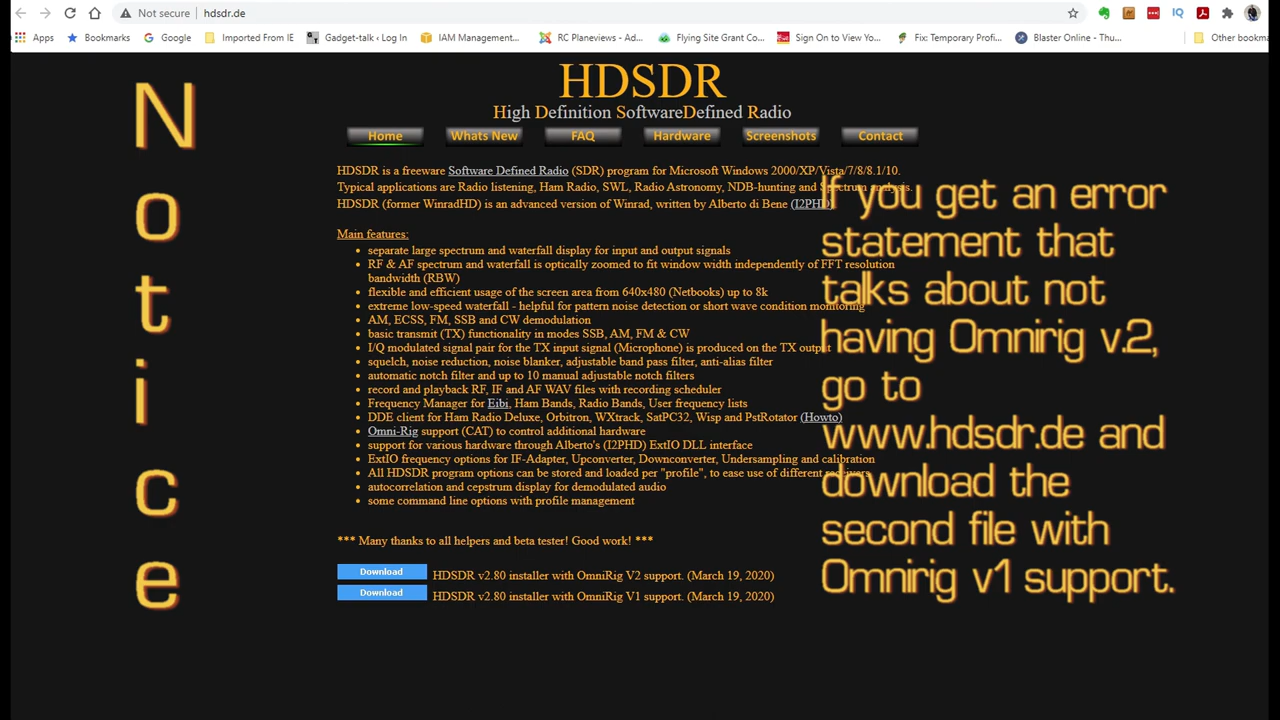 Not secure | hdsdr.de
Apps Bookmarks Google Imported From IE Gadget-talk ‹ Log In IAM Management... RC Planeviews - Ad... Flying Site Grant Co... Sign On to View Yo... Fix: Temporary Profi... Blaster Online - Thu... Other bookma
HDSDR
High Definition SoftwareDefined Radio
Home Whats New FAQ Hardware Screenshots Contact
HDSDR is a freeware Software Defined Radio (SDR) program for Microsoft Windows 2000/XP/Vista/7/8/8.1/10.
Typical applications are Radio listening, Ham Radio, SWL, Radio Astronomy, NDB-hunting and Spectrum analysis.
HDSDR (former WinradHD) is an advanced version of Winrad, written by Alberto di Bene (I2PHD)
Main features:
• separate large spectrum and waterfall display for input and output signals
• RF & AF spectrum and waterfall is optically zoomed to fit window width independently of FFT resolution
bandwidth (RBW)
• flexible and efficient usage of the screen area from 640x480 (Netbooks) up to 8k
• extreme low-speed waterfall - helpful for pattern noise detection or short wave condition monitoring
• AM, ECSS, FM, SSB and CW demodulation
• basic transmit (TX) functionality in modes SSB, AM, FM & CW
• I/Q modulated signal pair for the TX input signal (Microphone) is produced on the TX output
• squelch, noise reduction, noise blanker, adjustable band pass filter, anti-alias filter
• automatic notch filter and up to 10 manual adjustable notch filters
• record and playback RF, IF and AF WAV files with recording scheduler
• Frequency Manager for Eibi, Ham Bands, Radio Bands, User frequency lists
• DDE client for Ham Radio Deluxe, Orbitron, WXtrack, SatPC32, Wisp and PstRotator (Howto)
• Omni-Rig support (CAT) to control additional hardware
• support for various hardware through Alberto's (I2PHD) ExtIO DLL interface
• ExtIO frequency options for IF-Adapter, Upconverter, Downconverter, Undersampling and calibration
• All HDSDR program options can be stored and loaded per "profile", to ease use of different receivers
• autocorrelation and cepstrum display for demodulated audio
• some command line options with profile management
*** Many thanks to all helpers and beta tester! Good work! ***
Download HDSDR v2.80 installer with OmniRig V2 support. (March 19, 2020)
Download HDSDR v2.80 installer with OmniRig V1 support. (March 19, 2020)
Notice
If you get an error
statement that
talks about not
having Omnirig v.2,
go to
www.hdsdr.de and
download the
second file with
Omnirig v1 support.